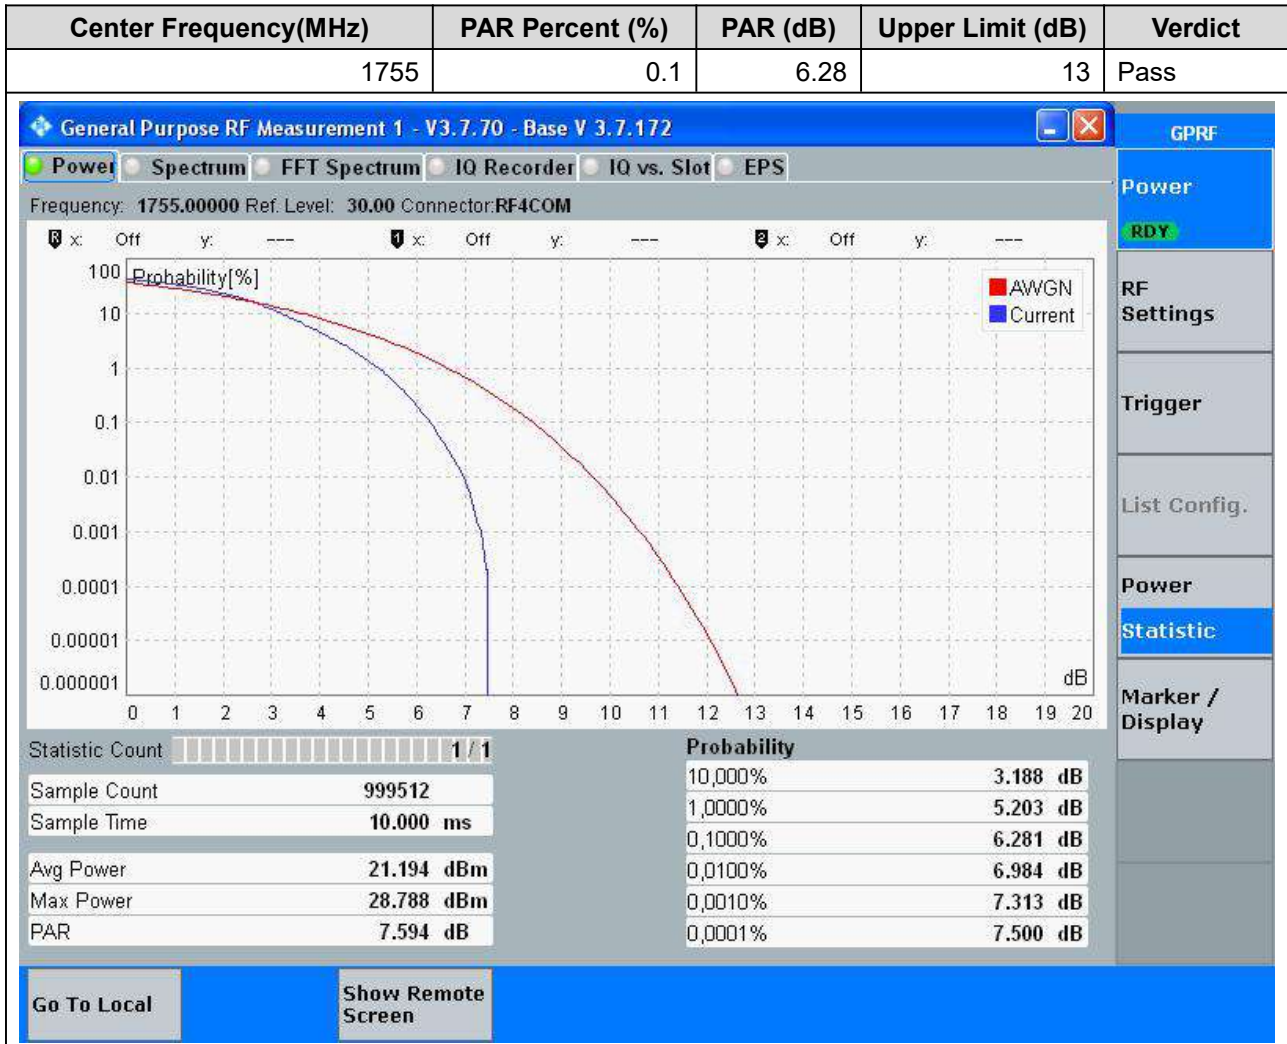 Center Frequency(MHz) PAR Percent (%) PAR (dB) Upper Limit (dB) Verdict
1755 0.1 6.28 13 Pass
General Purpose RF Measurement 1 - V3.7.70 - Base V 3.7.172
GPRF
Power Spectrum FFT Spectrum IQ Recorder IQ vs. Slot EPS
Frequency: 1755.00000 Ref. Level: 30.00 Connector:RF4COM
R x: Off y: --- 1 x: Off y: --- 2 x: Off y: ---
Probability[%]
AWGN
Current
100
10
1
0.1
0.01
0.001
0.0001
0.00001
0.000001
dB
0 1 2 3 4 5 6 7 8 9 10 11 12 13 14 15 16 17 18 19 20
Statistic Count 1 / 1
Sample Count 999512
Sample Time 10.000 ms
Avg Power 21.194 dBm
Max Power 28.788 dBm
PAR 7.594 dB
Probability
10,000% 3.188 dB
1,0000% 5.203 dB
0,1000% 6.281 dB
0,0100% 6.984 dB
0,0010% 7.313 dB
0,0001% 7.500 dB
Power
RDY
RF
Settings
Trigger
List Config.
Power
Statistic
Marker /
Display
Go To Local
Show Remote
Screen